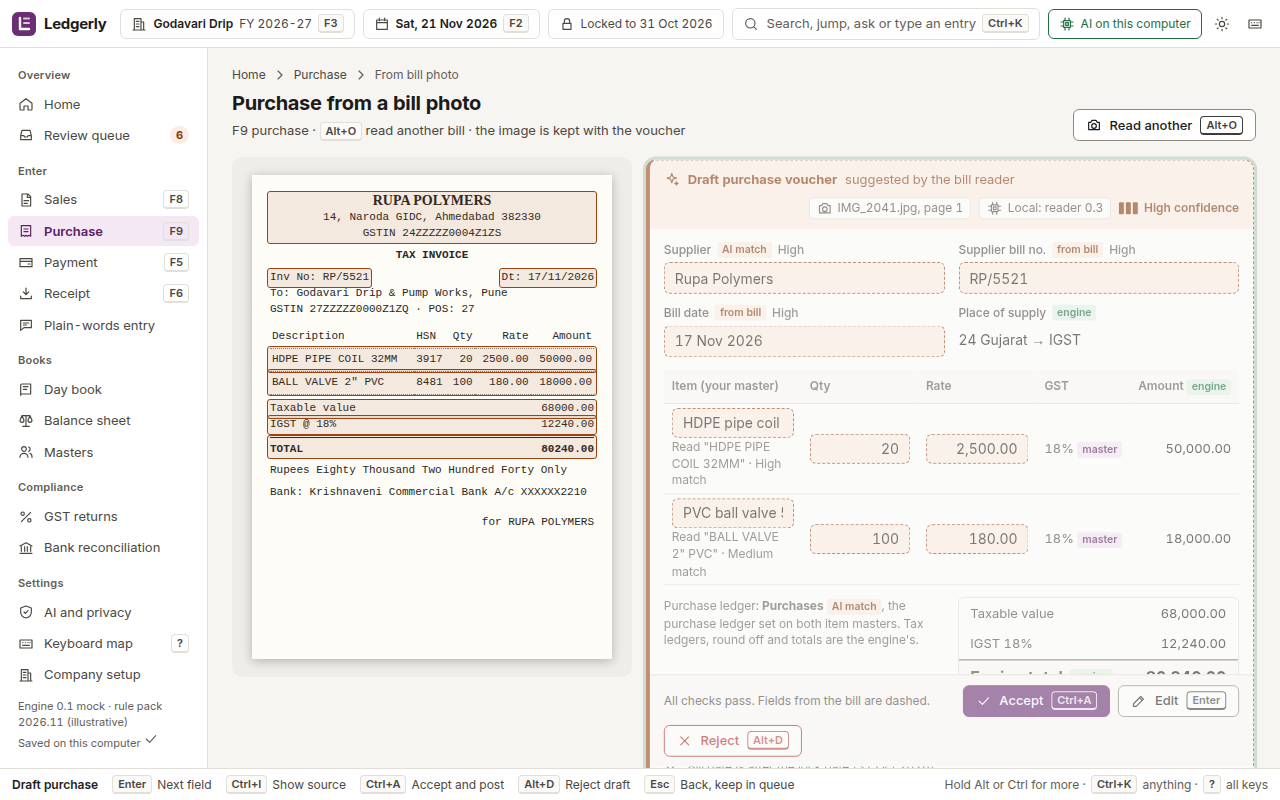 Ledgerly
Godavari Drip FY 2026-27 F3
Sat, 21 Nov 2026 F2
Locked to 31 Oct 2026
Search, jump, ask or type an entry Ctrl+K
AI on this computer
Overview
Home
Review queue 6
Enter
Sales F8
Purchase F9
Payment F5
Receipt F6
Plain-words entry
Books
Day book
Balance sheet
Masters
Compliance
GST returns
Bank reconciliation
Settings
AI and privacy
Keyboard map ?
Company setup
Engine 0.1 mock · rule pack
2026.11 (illustrative)
Saved on this computer
Home > Purchase > From bill photo
Purchase from a bill photo
F9 purchase · Alt+O read another bill · the image is kept with the voucher
Read another Alt+O
RUPA POLYMERS
14, Naroda GIDC, Ahmedabad 382330
GSTIN 24ZZZZZ0004Z1ZS
TAX INVOICE
Inv No: RP/5521 Dt: 17/11/2026
To: Godavari Drip & Pump Works, Pune
GSTIN 27ZZZZZ0000Z1ZQ · POS: 27
Description HSN Qty Rate Amount
HDPE PIPE COIL 32MM 3917 20 2500.00 50000.00
BALL VALVE 2" PVC 8481 100 180.00 18000.00
Taxable value 68000.00
IGST @ 18% 12240.00
TOTAL 80240.00
Rupees Eighty Thousand Two Hundred Forty Only
Bank: Krishnaveni Commercial Bank A/c XXXXXX2210
for RUPA POLYMERS
Draft purchase voucher suggested by the bill reader
IMG_2041.jpg, page 1 Local: reader 0.3 High confidence
Supplier AI match High
Rupa Polymers
Supplier bill no. from bill High
RP/5521
Bill date from bill High
17 Nov 2026
Place of supply engine
24 Gujarat → IGST
Item (your master) Qty Rate GST Amount engine
HDPE pipe coil 20 2,500.00 18% master 50,000.00
Read "HDPE PIPE
COIL 32MM" · High
match
PVC ball valve 100 180.00 18% master 18,000.00
Read "BALL VALVE
2" PVC" · Medium
match
Purchase ledger: Purchases AI match, the
purchase ledger set on both item masters. Tax
ledgers, round off and totals are the engine's.
Taxable value 68,000.00
IGST 18% 12,240.00
All checks pass. Fields from the bill are dashed.
Accept Ctrl+A
Edit Enter
Reject Alt+D
Draft purchase Enter Next field Ctrl+I Show source Ctrl+A Accept and post Alt+D Reject draft Esc Back, keep in queue
Hold Alt or Ctrl for more · Ctrl+K anything · ? all keys